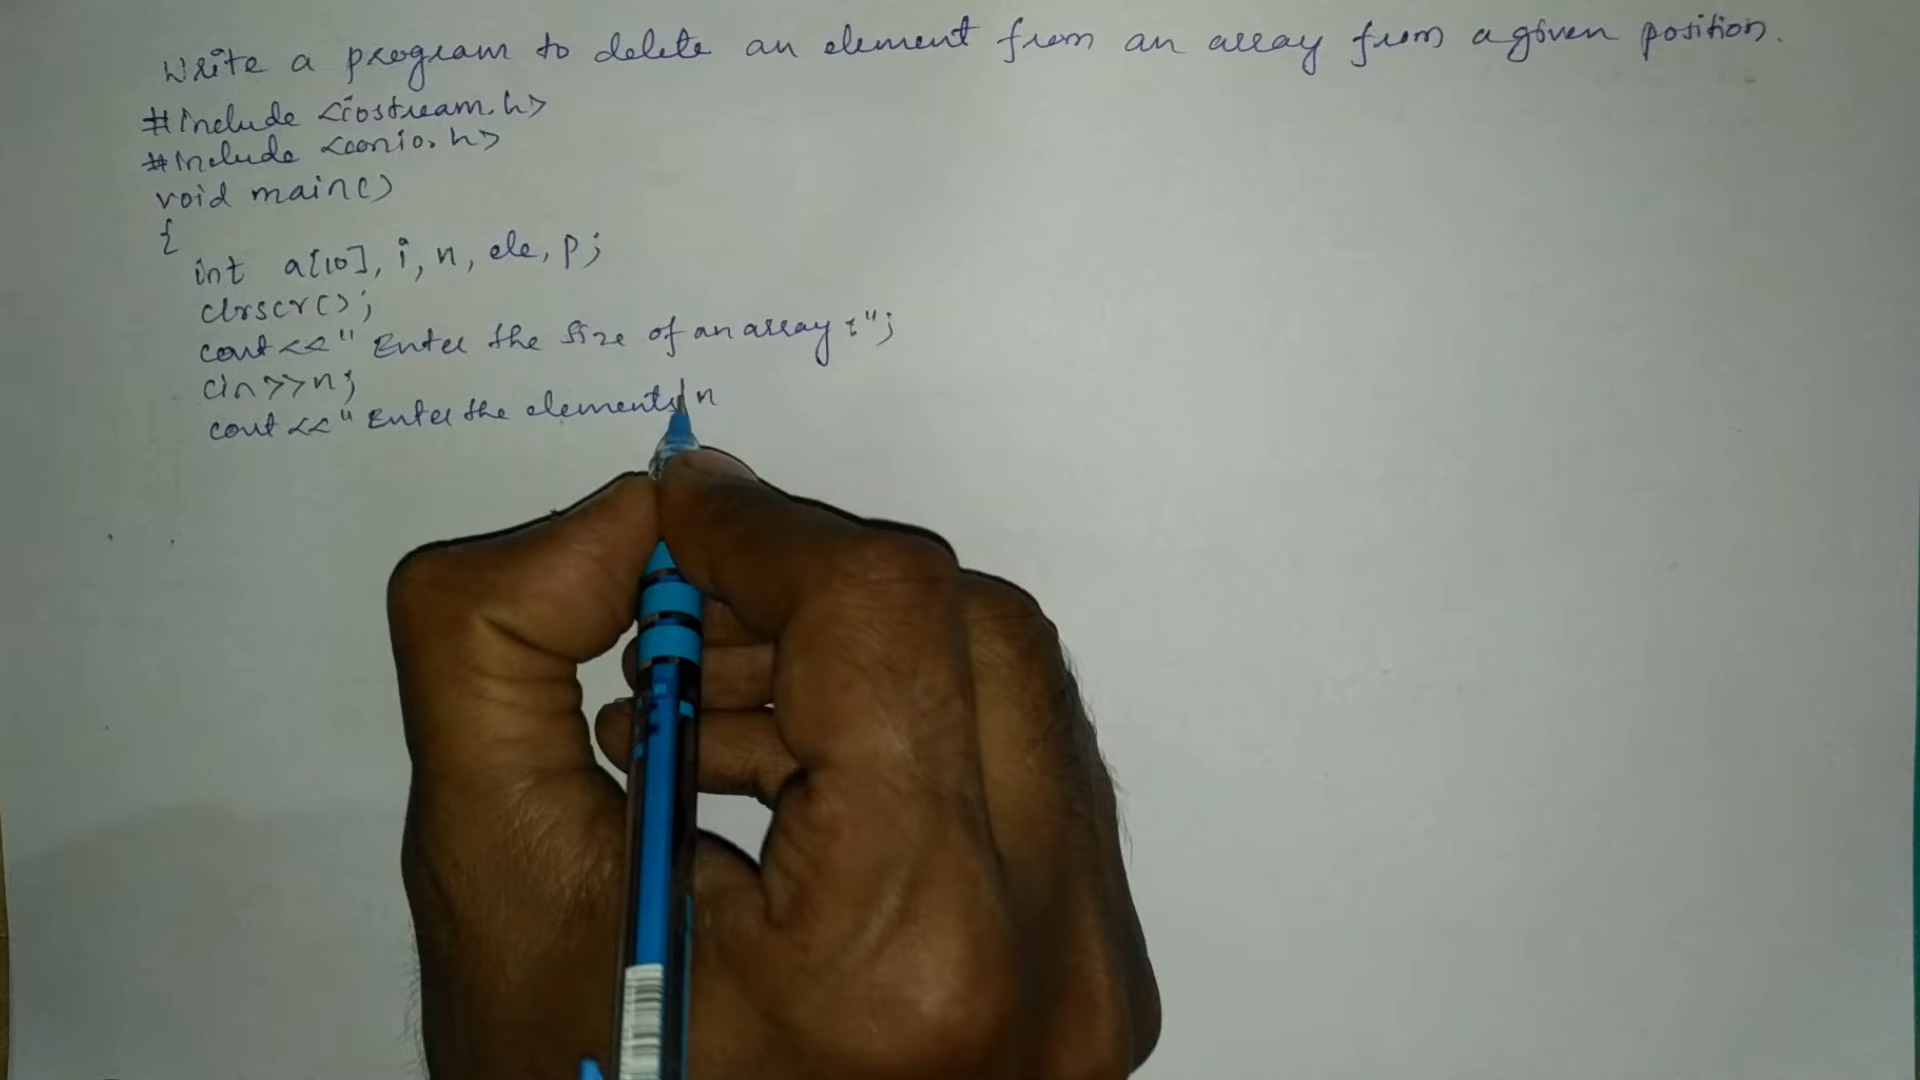 Write a program to delete an element from an array from a given position.
#include <iostream.h>
#include <conio.h>
void main()
{
int a[10], i, n, ele, p;
clrscr();
cout<<"Enter the size of an array:";
cin>>n;
cout<<"Enter the elements\n